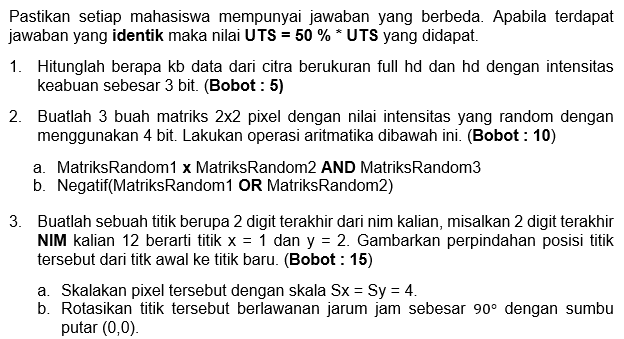 Pastikan setiap mahasiswa mempunyai jawaban yang berbeda. Apabila terdapat
jawaban yang identik maka nilai UTS = 50 % * UTS yang didapat.
1. Hitunglah berapa kb data dari citra berukuran full hd dan hd dengan intensitas
keabuan sebesar 3 bit. (Bobot : 5)
2. Buatlah 3 buah matriks 2x2 pixel dengan nilai intensitas yang random dengan
menggunakan 4 bit. Lakukan operasi aritmatika dibawah ini. (Bobot : 10)
a. MatriksRandom1 x MatriksRandom2 AND MatriksRandom3
b. Negatif(MatriksRandom1 OR MatriksRandom2)
3. Buatlah sebuah titik berupa 2 digit terakhir dari nim kalian, misalkan 2 digit terakhir
NIM kalian 12 berarti titik x = 1 dan y = 2. Gambarkan perpindahan posisi titik
tersebut dari titk awal ke titik baru. (Bobot : 15)
a. Skalakan pixel tersebut dengan skala Sx = Sy = 4.
b. Rotasikan titik tersebut berlawanan jarum jam sebesar 90° dengan sumbu
putar (0,0).